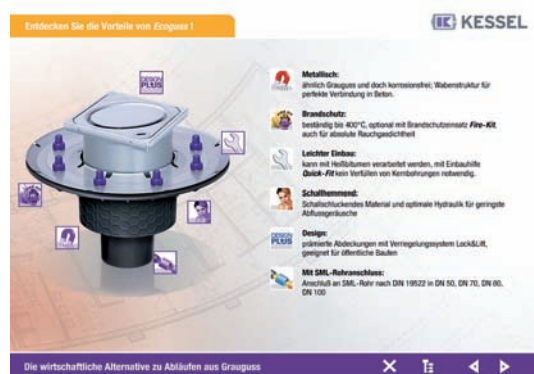 Entdecken Sie die Vorteile von Ecoguss !
KESSEL
Metallisch:
ähnlich Grauguss und doch korrosionsfrei; Wabenstruktur für
perfekte Verbindung in Beton.
Brandschutz:
beständig bis 400°C, optional mit Brandschutzeinsatz Fire-Kit,
auch für absolute Rauchgasdichtheit
Leichter Einbau:
kann mit Heißbitumen verarbeitet werden, mit Einbauhilfe
Quick-Fit kein Verfüllen von Kernbohrungen notwendig.
Schallhemmend:
Schallschluckendes Material und optimale Hydraulik für geringste
Abflussgeräusche
Design:
prämierte Abdeckungen mit Verriegelungssystem Lock&Lift,
geeignet für öffentliche Bauten
Mit SML-Rohranschluss:
Anschluß an SML-Rohr nach DIN 19522 in DN 50, DN 70, DN 80,
DN 100
DESIGN
PLUS
DESIGN
PLUS
Die wirtschaftliche Alternative zu Abläufen aus Grauguss